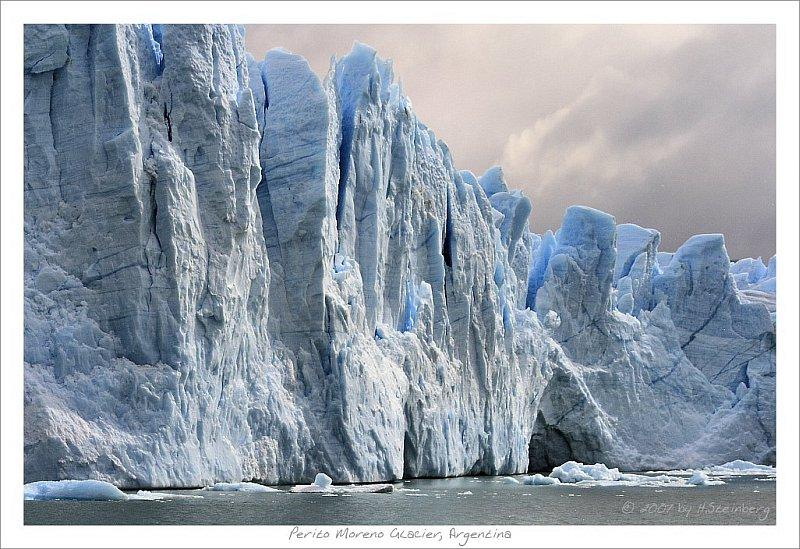 © 2007 by H.Steinberg
Perito Moreno Glacier, Argentina